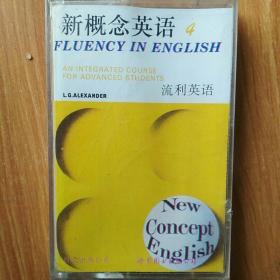 新概念英语 4
FLUENCY IN ENGLISH
AN INTEGRATED COURSE
FOR ADVANCED STUDENTS
L.G.ALEXANDER
流利英语
New
Concept
English